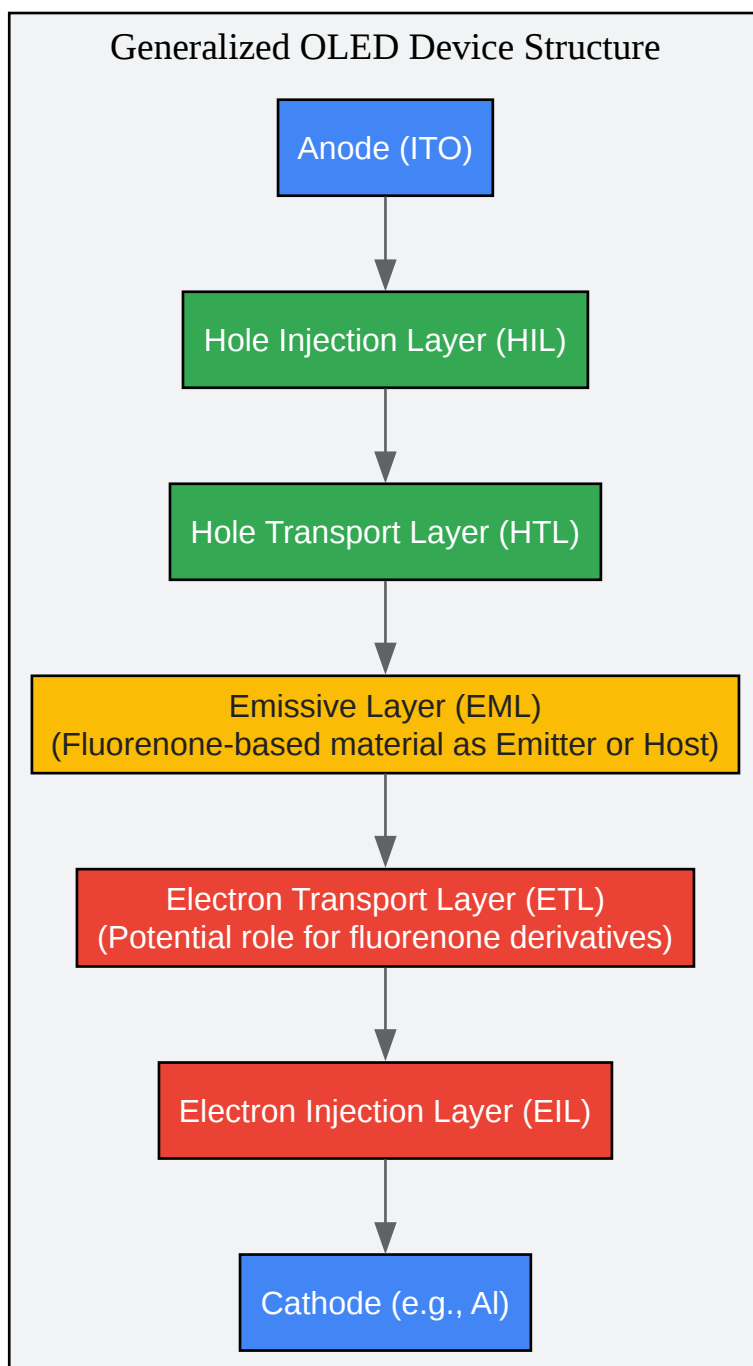 Generalized OLED Device Structure
Anode (ITO)
Hole Injection Layer (HIL)
Hole Transport Layer (HTL)
Emissive Layer (EML)
(Fluorenone-based material as Emitter or Host)
Electron Transport Layer (ETL)
(Potential role for fluorenone derivatives)
Electron Injection Layer (EIL)
Cathode (e.g., Al)